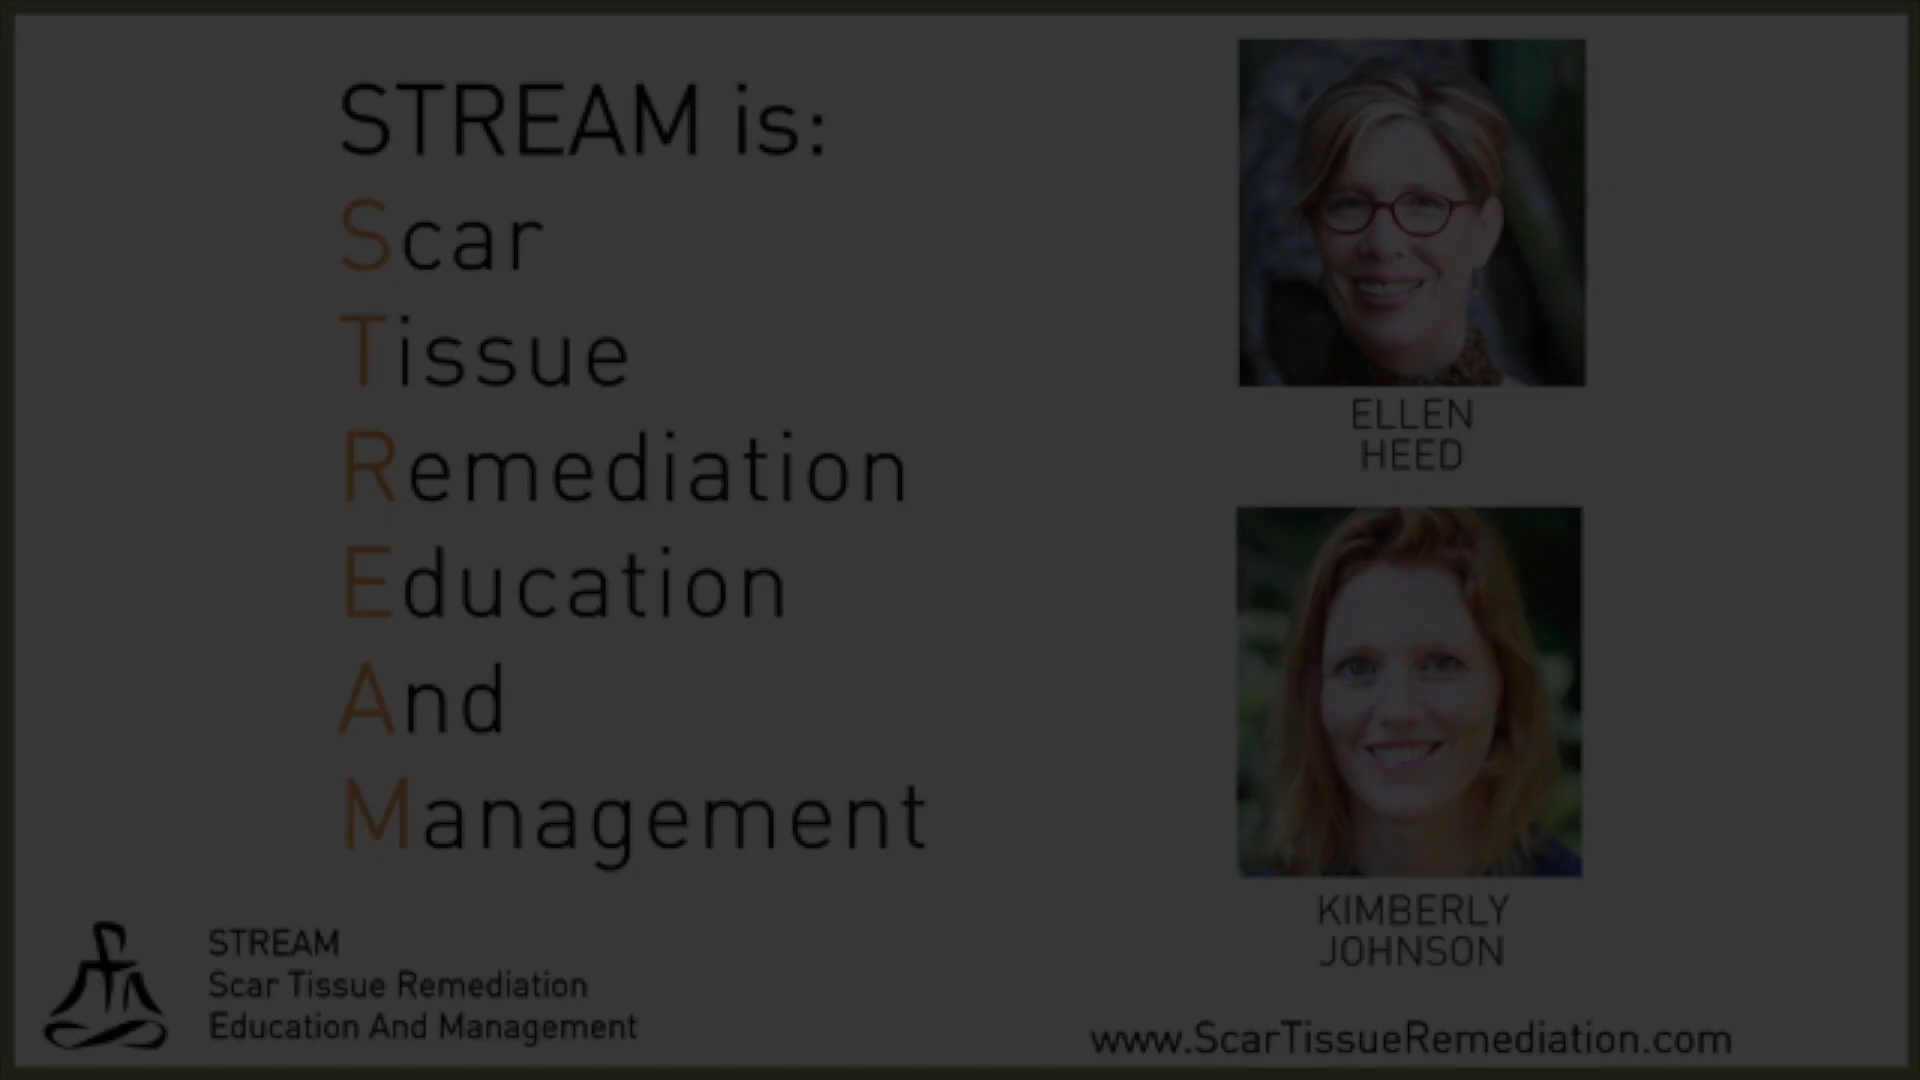 STREAM is:
Scar
Tissue
Remediation
Education
And
Management
ELLEN
HEED
KIMBERLY
JOHNSON
STREAM
Scar Tissue Remediation
Education And Management
www.ScarTissueRemediation.com